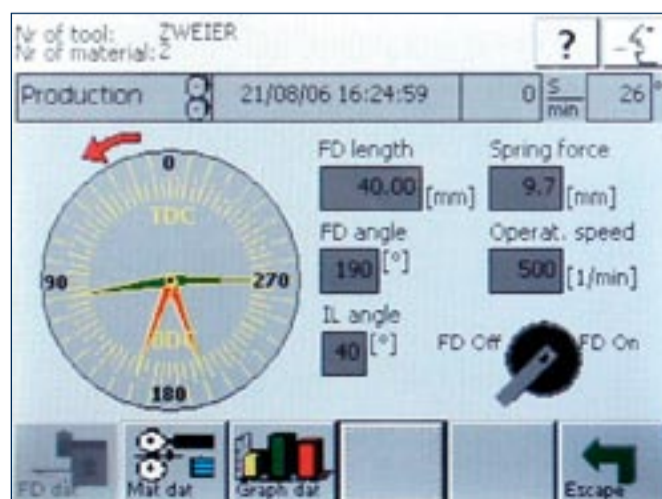 Nr of tool: ZWEIER
Nr of material: 2
?
Production 21/08/06 16:24:59 0 S/min 26°
0
TDC
90
270
BDC
180
FD length
40.00 [mm]
Spring force
9.7 [mm]
FD angle
190 [°]
Operat. speed
500 [1/min]
IL angle
40 [°]
FD Off
FD On
FD dat
Mat dat
Graph dat
Escape